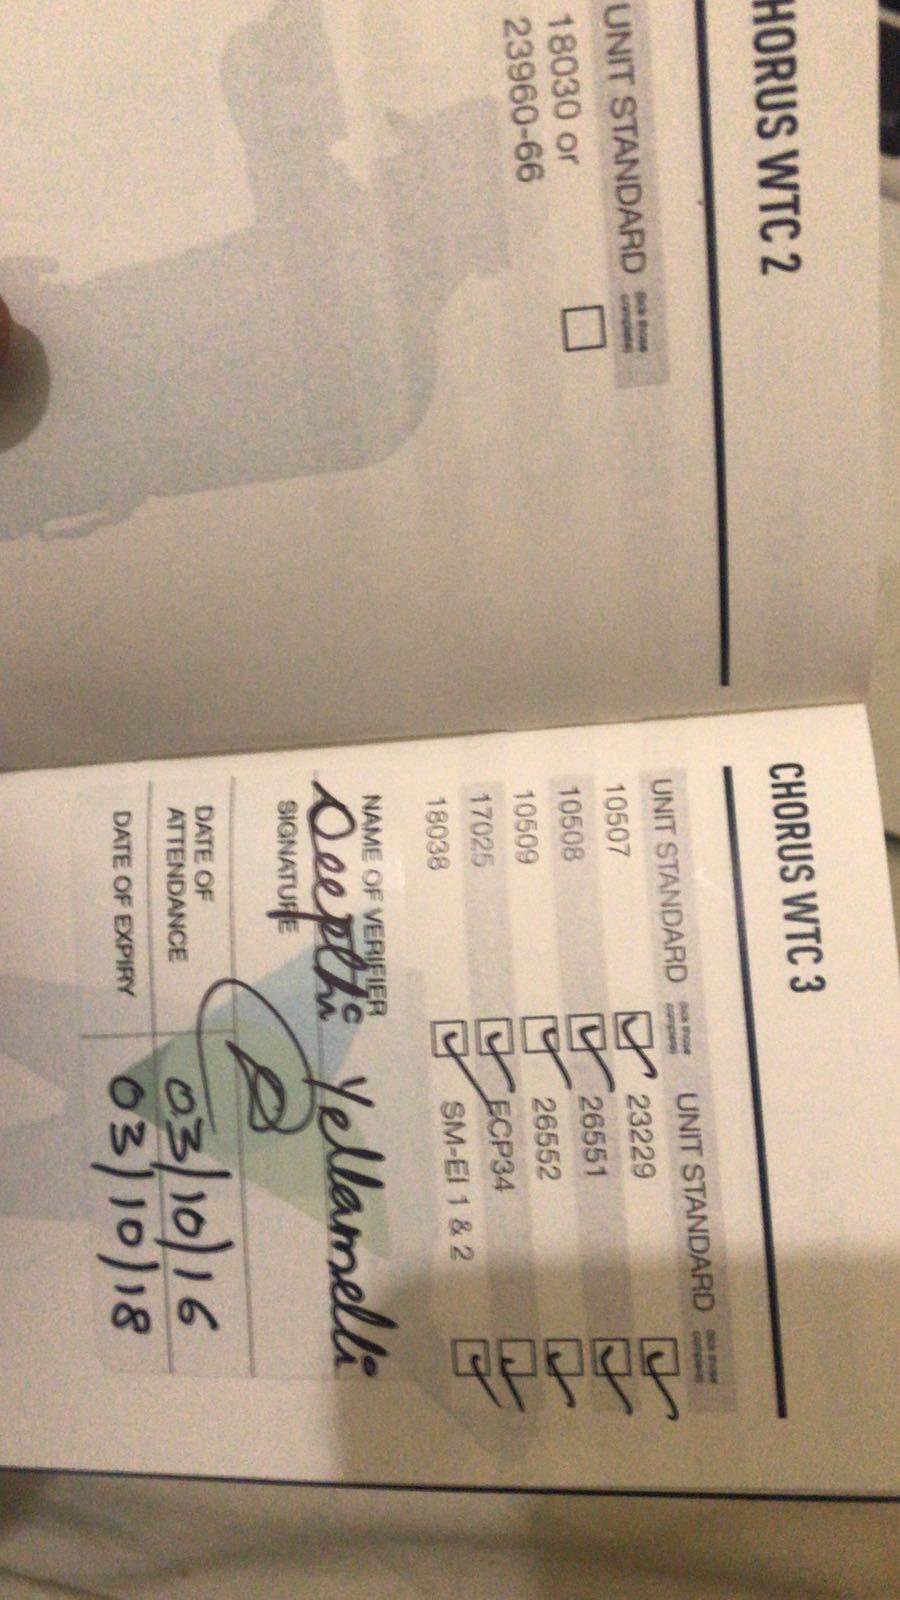 CHORUS WTC 2
UNIT STANDARD tick those completed
18030 or
23960-66
CHORUS WTC 3
UNIT STANDARD tick those completed UNIT STANDARD tick those completed
10507 23229
10508 26551
10509 26552
17025 ECP34
18038 SM-EI 1 & 2
NAME OF VERIFIER
Deepthi Yellamelli
SIGNATURE
DATE OF
ATTENDANCE 03/10/16
DATE OF EXPIRY 03/10/18